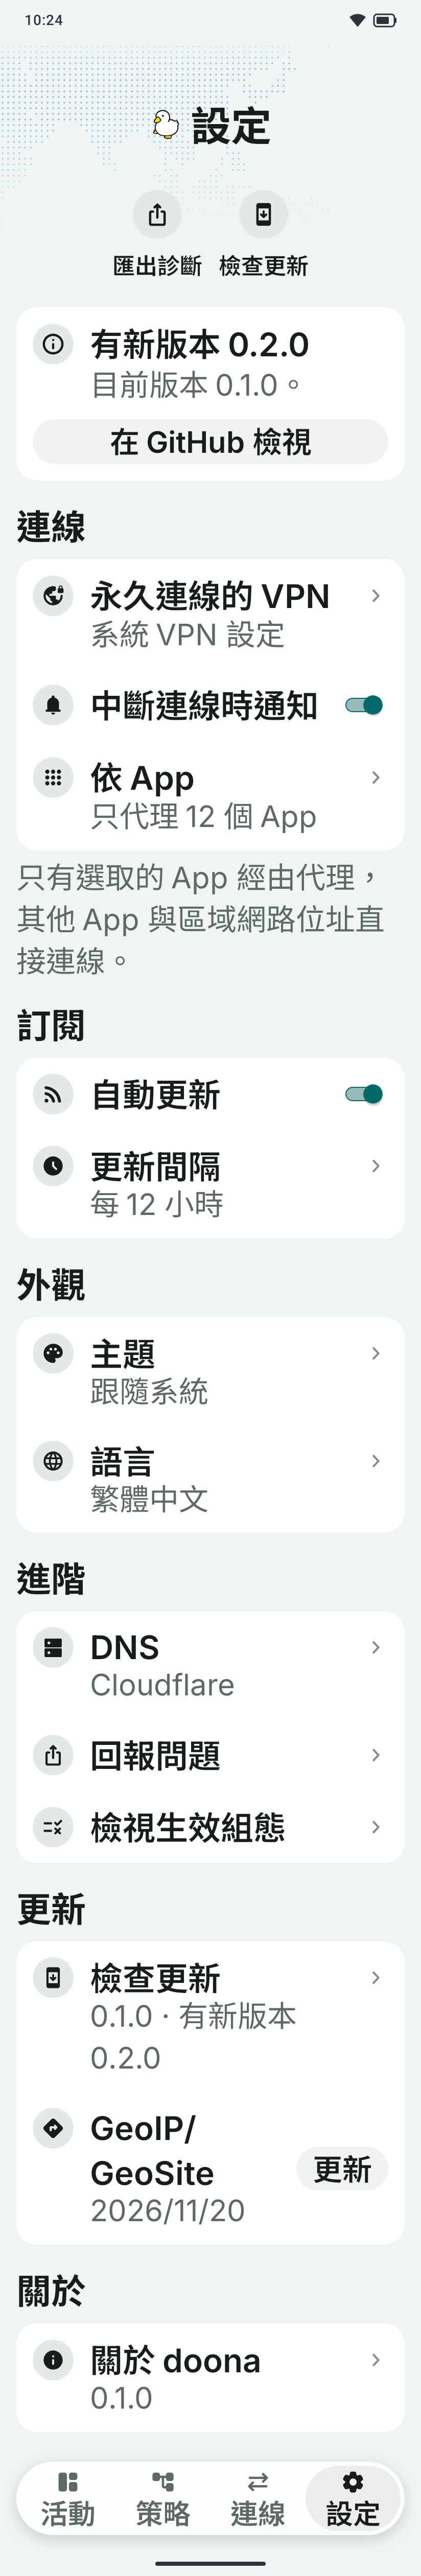 10:24
設定
匯出診斷
檢查更新
有新版本 0.2.0
目前版本 0.1.0。
在 GitHub 檢視
連線
永久連線的 VPN
系統 VPN 設定
中斷連線時通知
依 App
只代理 12 個 App
只有選取的 App 經由代理，
其他 App 與區域網路位址直
接連線。
訂閱
自動更新
更新間隔
每 12 小時
外觀
主題
跟隨系統
語言
繁體中文
進階
DNS
Cloudflare
回報問題
檢視生效組態
更新
檢查更新
0.1.0 · 有新版本
0.2.0
GeoIP/
GeoSite
更新
2026/11/20
關於
關於 doona
0.1.0
活動
策略
連線
設定